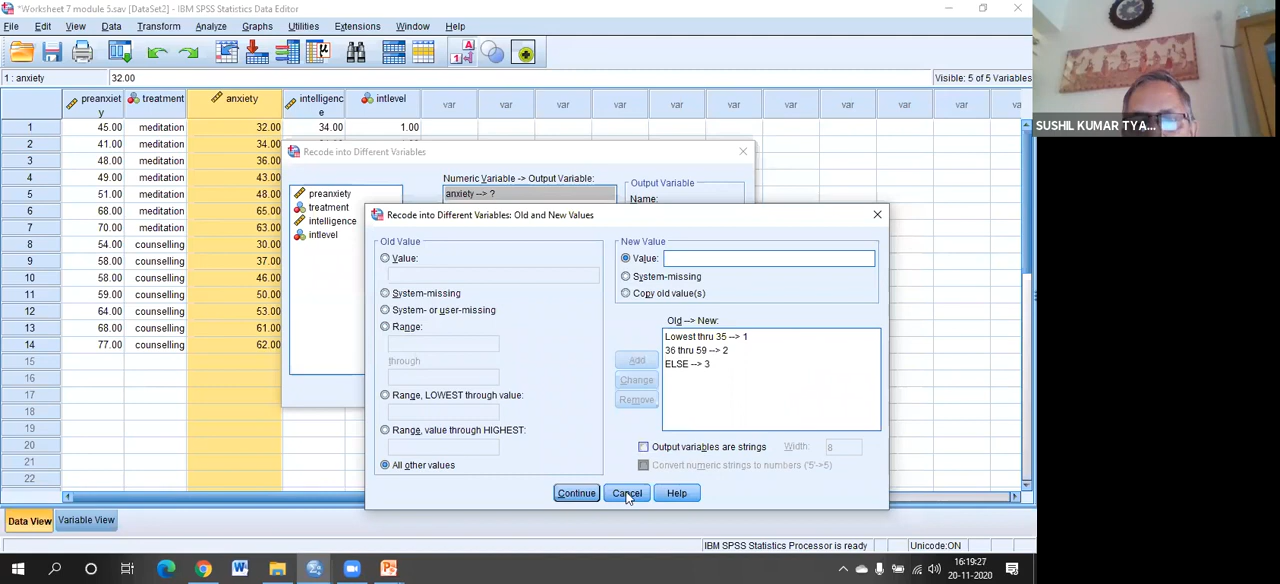 *Worksheet 7 module 5.sav [DataSet2] - IBM SPSS Statistics Data Editor
File Edit View Data Transform Analyze Graphs Utilities Extensions Window Help
1 : anxiety 32.00 Visible: 5 of 5 Variables
preanxiety treatment anxiety intelligence intlevel var var var var var var var var var var
1 45.00 meditation 32.00 34.00 1.00
2 41.00 meditation 34.00
3 48.00 meditation 36.00
4 49.00 meditation 43.00
5 51.00 meditation 48.00
6 68.00 meditation 65.00
7 70.00 meditation 63.00
8 54.00 counselling 30.00
9 58.00 counselling 37.00
10 58.00 counselling 46.00
11 59.00 counselling 50.00
12 64.00 counselling 53.00
13 68.00 counselling 61.00
14 77.00 counselling 62.00
15
16
17
18
19
20
21
22
Recode into Different Variables
Numeric Variable -> Output Variable:
anxiety --> ?
Output Variable
Name:
preanxiety
treatment
intelligence
intlevel
Recode into Different Variables: Old and New Values
Old Value
Value:
System-missing
System- or user-missing
Range:
through
Range, LOWEST through value:
Range, value through HIGHEST:
All other values
New Value
Value:
System-missing
Copy old value(s)
Old --> New:
Lowest thru 35 --> 1
36 thru 59 --> 2
ELSE --> 3
Add
Change
Remove
Output variables are strings Width: 8
Convert numeric strings to numbers ('5'->5)
Continue Cancel Help
Data View Variable View
IBM SPSS Statistics Processor is ready Unicode:ON
16:19:27
20-11-2020
SUSHIL KUMAR TYA...